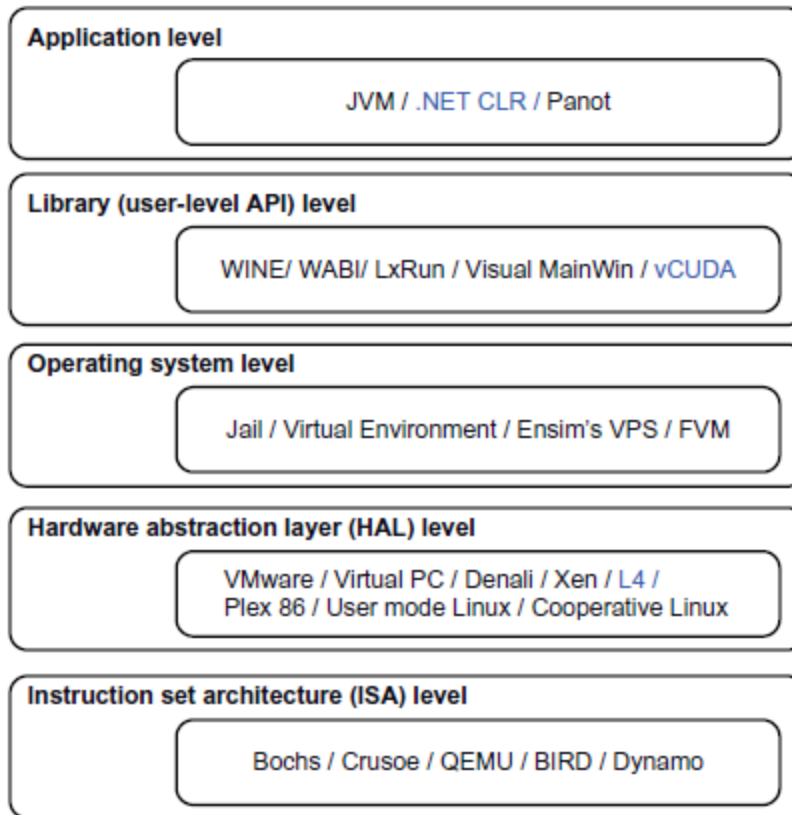 Application level
JVM / .NET CLR / Panot
Library (user-level API) level
WINE/ WABI/ LxRun / Visual MainWin / vCUDA
Operating system level
Jail / Virtual Environment / Ensim's VPS / FVM
Hardware abstraction layer (HAL) level
VMware / Virtual PC / Denali / Xen / L4 /
Plex 86 / User mode Linux / Cooperative Linux
Instruction set architecture (ISA) level
Bochs / Crusoe / QEMU / BIRD / Dynamo